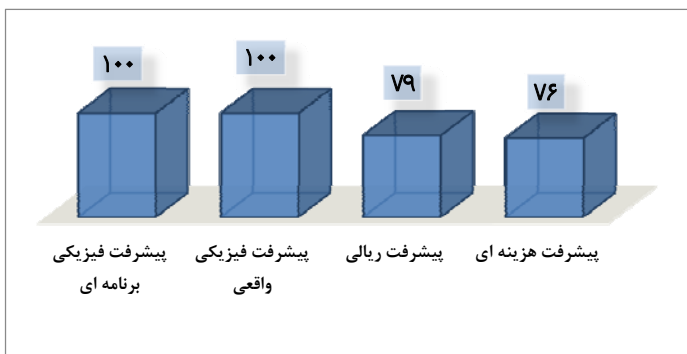 ۱۰۰
۱۰۰
۷۹
۷۶
پیشرفت فیزیکی
برنامه ای
پیشرفت فیزیکی
واقعی
پیشرفت ریالی
پیشرفت هزینه ای